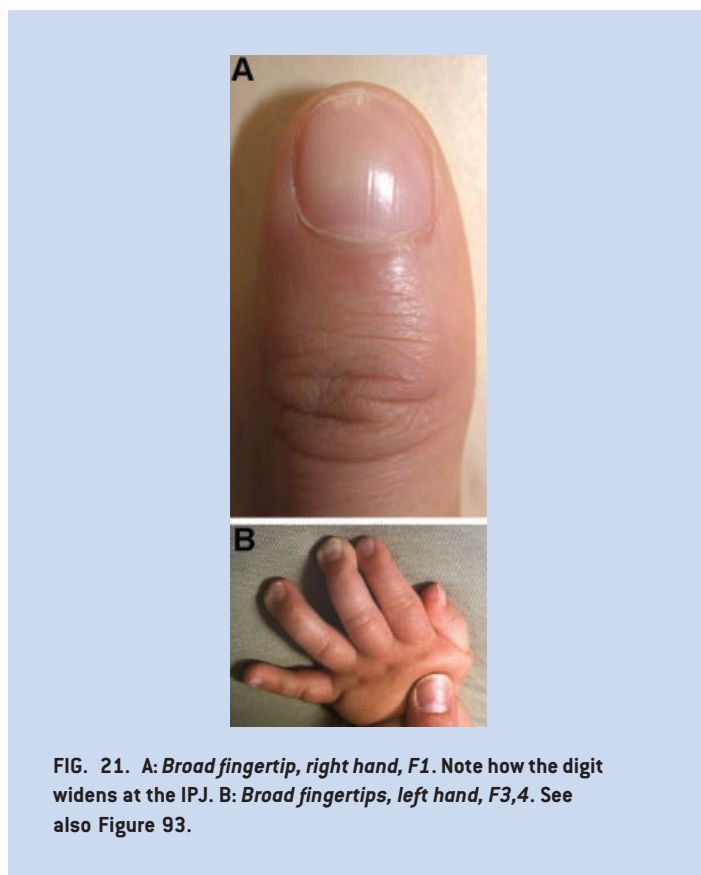 A
B
FIG. 21. A: Broad fingertip, right hand, F1. Note how the digit
widens at the IPJ. B: Broad fingertips, left hand, F3,4. See
also Figure 93.